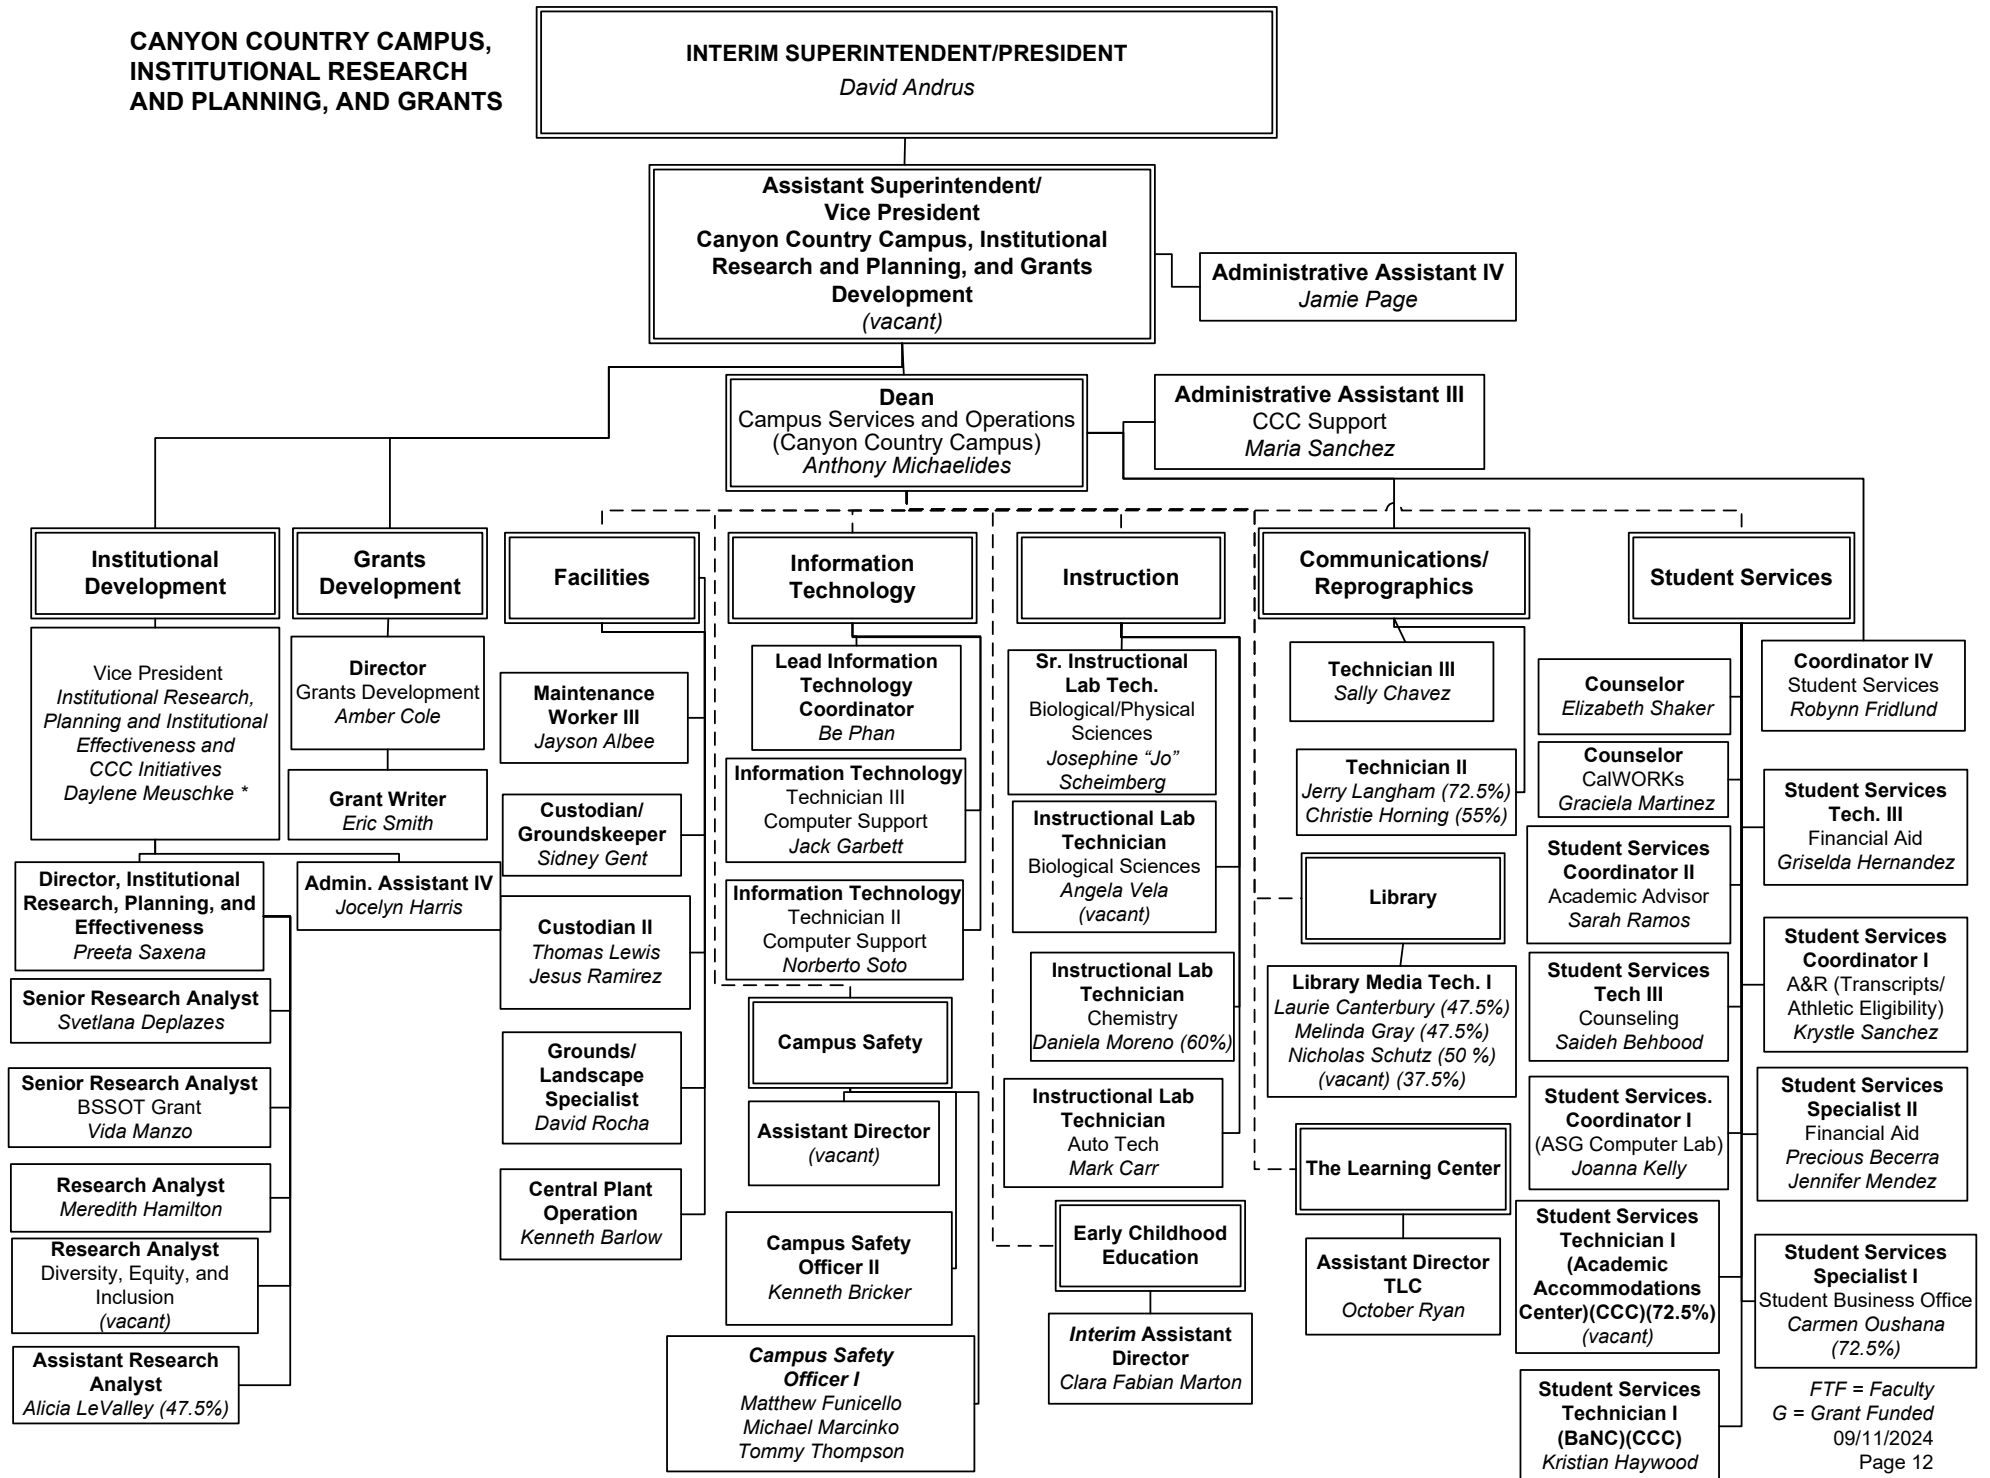 CANYON COUNTRY CAMPUS,
INSTITUTIONAL RESEARCH
AND PLANNING, AND GRANTS
INTERIM SUPERINTENDENT/PRESIDENT
David Andrus
Assistant Superintendent/
Vice President
Canyon Country Campus, Institutional
Research and Planning, and Grants
Development
(vacant)
Administrative Assistant IV
Jamie Page
Dean
Campus Services and Operations
(Canyon Country Campus)
Anthony Michaelides
Administrative Assistant III
CCC Support
Maria Sanchez
Institutional
Development
Vice President
Institutional Research,
Planning and Institutional
Effectiveness and
CCC Initiatives
Daylene Meuschke *
Director, Institutional
Research, Planning, and
Effectiveness
Preeta Saxena
Senior Research Analyst
Svetlana Deplazes
Senior Research Analyst
BSSOT Grant
Vida Manzo
Research Analyst
Meredith Hamilton
Research Analyst
Diversity, Equity, and
Inclusion
(vacant)
Assistant Research
Analyst
Alicia LeValley (47.5%)
Grants
Development
Director
Grants Development
Amber Cole
Grant Writer
Eric Smith
Admin. Assistant IV
Jocelyn Harris
Facilities
Maintenance
Worker III
Jayson Albee
Custodian/
Groundskeeper
Sidney Gent
Custodian II
Thomas Lewis
Jesus Ramirez
Grounds/
Landscape
Specialist
David Rocha
Central Plant
Operation
Kenneth Barlow
Information
Technology
Lead Information
Technology
Coordinator
Be Phan
Information Technology
Technician III
Computer Support
Jack Garbett
Information Technology
Technician II
Computer Support
Norberto Soto
Campus Safety
Assistant Director
(vacant)
Campus Safety
Officer II
Kenneth Bricker
Campus Safety
Officer I
Matthew Funicello
Michael Marcinko
Tommy Thompson
Instruction
Sr. Instructional
Lab Tech.
Biological/Physical
Sciences
Josephine “Jo”
Scheimberg
Instructional Lab
Technician
Biological Sciences
Angela Vela
(vacant)
Instructional Lab
Technician
Chemistry
Daniela Moreno (60%)
Instructional Lab
Technician
Auto Tech
Mark Carr
Early Childhood
Education
Interim Assistant
Director
Clara Fabian Marton
Communications/
Reprographics
Technician III
Sally Chavez
Technician II
Jerry Langham (72.5%)
Christie Horning (55%)
Library
Library Media Tech. I
Laurie Canterbury (47.5%)
Melinda Gray (47.5%)
Nicholas Schutz (50 %)
(vacant) (37.5%)
The Learning Center
Assistant Director
TLC
October Ryan
Student Services
Counselor
Elizabeth Shaker
Counselor
CalWORKs
Graciela Martinez
Student Services
Coordinator II
Academic Advisor
Sarah Ramos
Student Services
Tech III
Counseling
Saideh Behbood
Student Services.
Coordinator I
(ASG Computer Lab)
Joanna Kelly
Student Services
Technician I
(Academic
Accommodations
Center)(CCC)(72.5%)
(vacant)
Student Services
Technician I
(BaNC)(CCC)
Kristian Haywood
Coordinator IV
Student Services
Robynn Fridlund
Student Services
Tech. III
Financial Aid
Griselda Hernandez
Student Services
Coordinator I
A&R (Transcripts/
Athletic Eligibility)
Krystle Sanchez
Student Services
Specialist II
Financial Aid
Precious Becerra
Jennifer Mendez
Student Services
Specialist I
Student Business Office
Carmen Oushana
(72.5%)
FTF = Faculty
G = Grant Funded
09/11/2024
Page 12